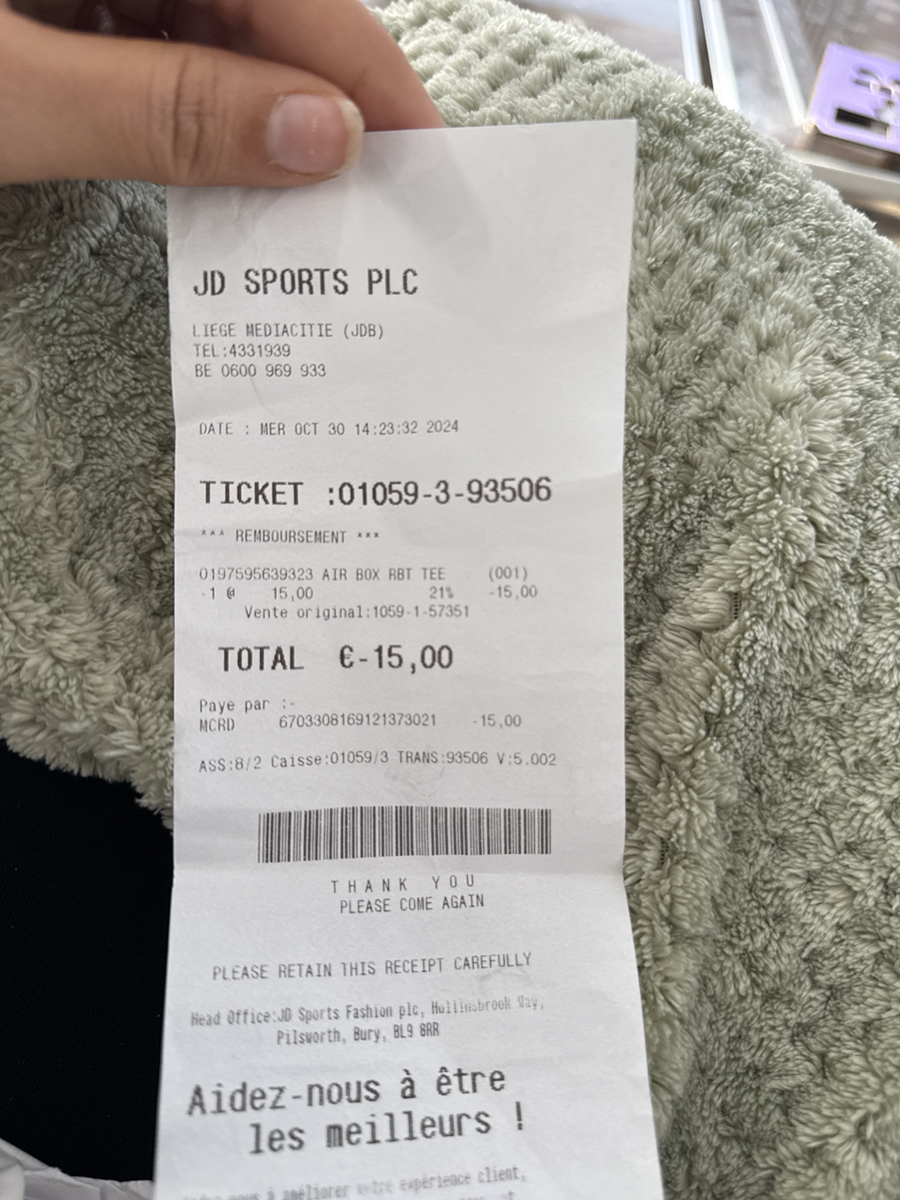 JD SPORTS PLC
LIEGE MEDIACITIE (JDB)
TEL:4331939
BE 0600 969 933
DATE : MER OCT 30 14:23:32 2024
TICKET :01059-3-93506
*** REMBOURSEMENT ***
0197595639323 AIR BOX RBT TEE (001)
-1 @ 15,00 21% -15,00
Vente original:1059-1-57351
TOTAL €-15,00
Paye par :-
MCRD 6703308169121373021 -15,00
ASS:8/2 Caisse:01059/3 TRANS:93506 V:5.002
THANK YOU
PLEASE COME AGAIN
PLEASE RETAIN THIS RECEIPT CAREFULLY
Head Office:JD Sports Fashion plc, Hollinsbrook Way,
Pilsworth, Bury, BL9 8RR
Aidez-nous à être
les meilleurs !
à améliorer votre expérience client,